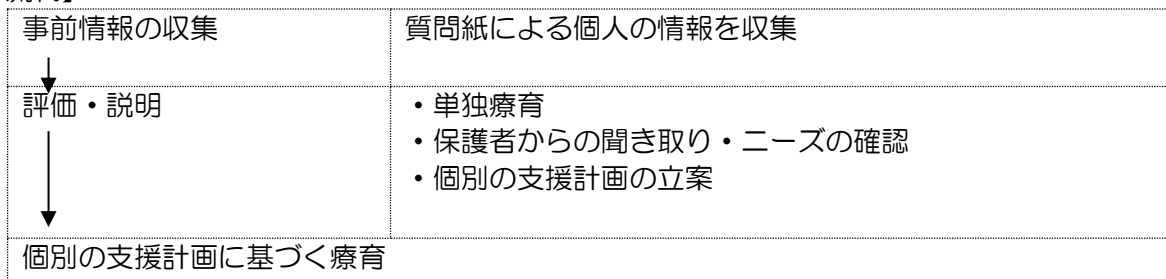 事前情報の収集
質問紙による個人の情報を収集
評価・説明
・単独療育
・保護者からの聞き取り・ニーズの確認
・個別の支援計画の立案
個別の支援計画に基づく療育